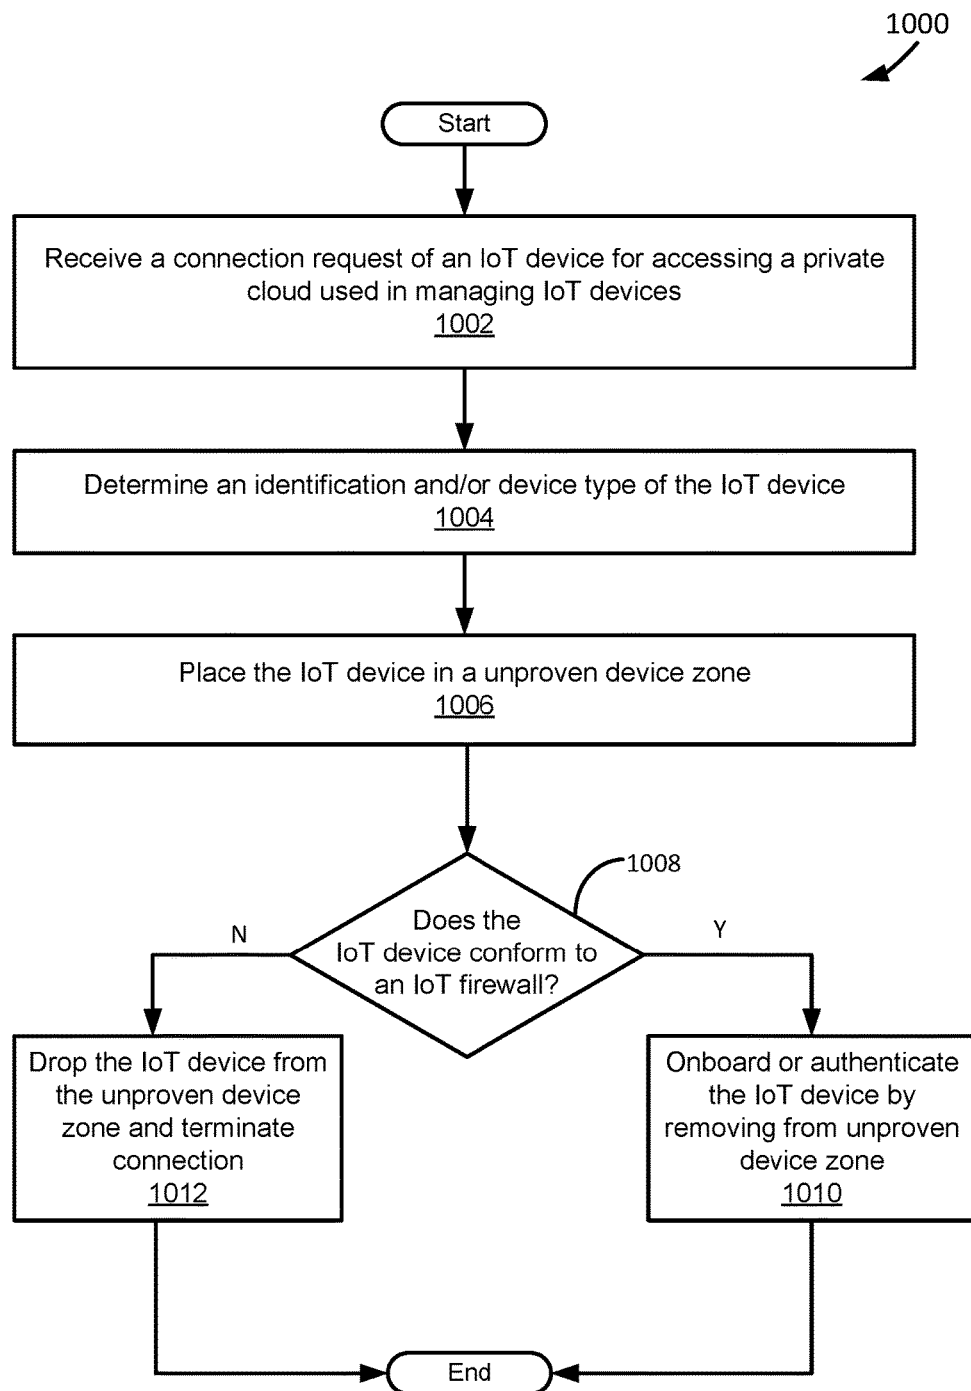 1000
Start
Receive a connection request of an IoT device for accessing a private
cloud used in managing IoT devices
1002
Determine an identification and/or device type of the IoT device
1004
Place the IoT device in a unproven device zone
1006
1008
Does the
IoT device conform to
an IoT firewall?
N
Y
Drop the IoT device from
the unproven device
zone and terminate
connection
1012
Onboard or authenticate
the IoT device by
removing from unproven
device zone
1010
End